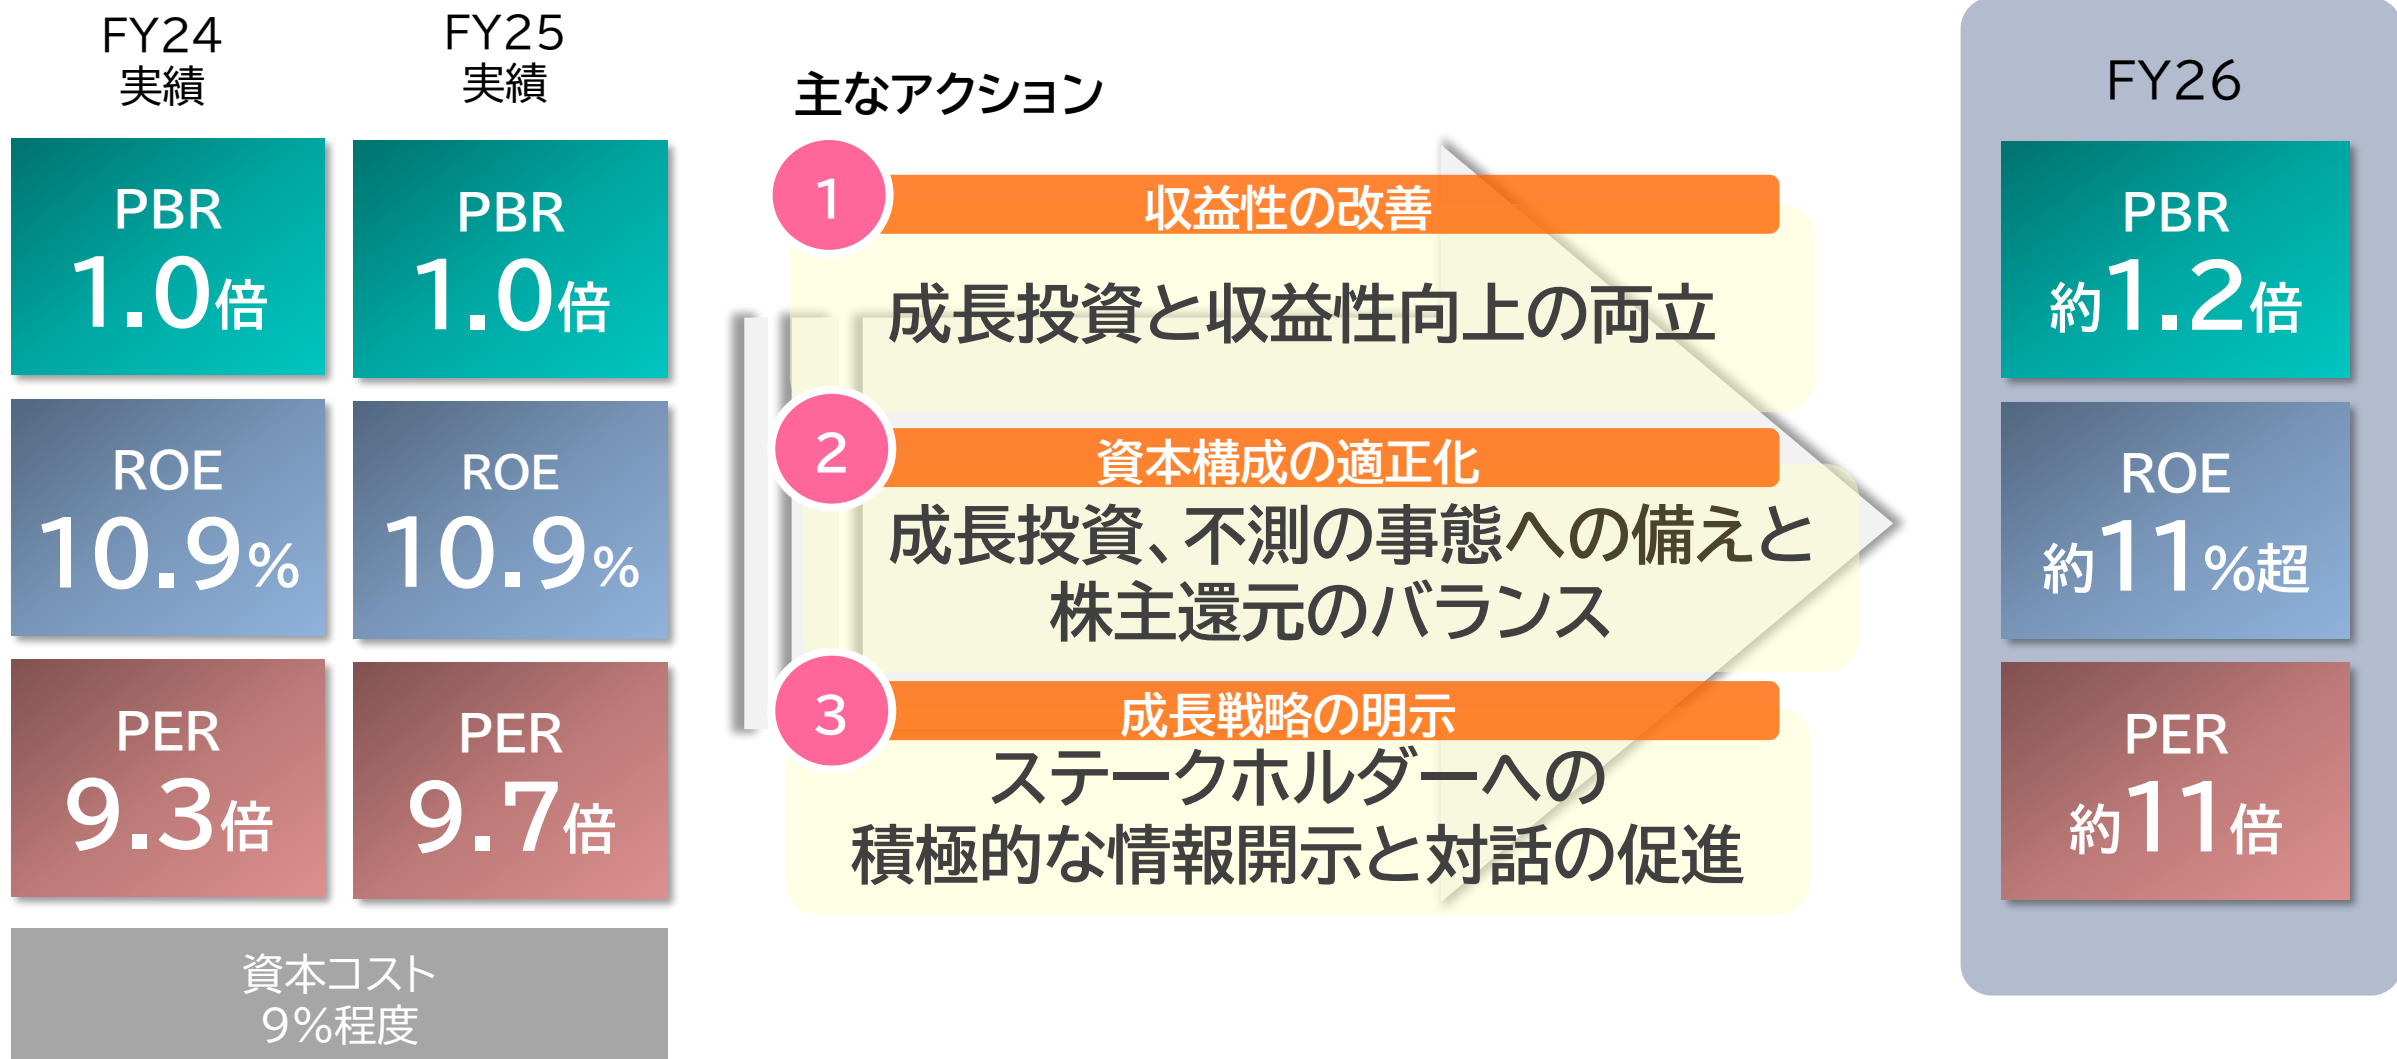 FY24
実績
FY25
実績
PBR
1.0倍
PBR
1.0倍
ROE
10.9%
ROE
10.9%
PER
9.3倍
PER
9.7倍
資本コスト
9%程度
主なアクション
1
収益性の改善
成長投資と収益性向上の両立
2
資本構成の適正化
成長投資、不測の事態への備えと
株主還元のバランス
3
成長戦略の明示
ステークホルダーへの
積極的な情報開示と対話の促進
FY26
PBR
約1.2倍
ROE
約11%超
PER
約11倍